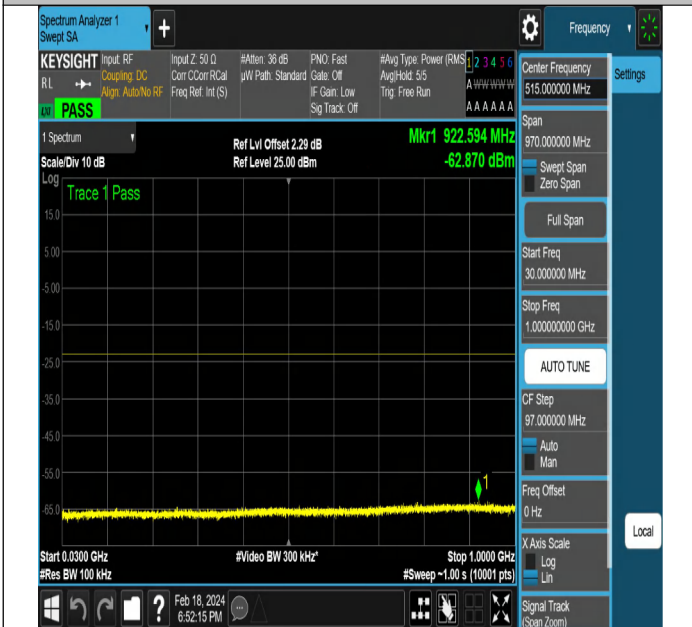 Spectrum Analyzer 1
Swept SA
+
Frequency
KEYSIGHT
RL
LXI
PASS
Input: RF
Coupling: DC
Align: Auto/No RF
Input Z: 50 Ω
Corr CCorr RCal
Freq Ref: Int (S)
#Atten: 36 dB
µW Path: Standard
PNO: Fast
Gate: Off
IF Gain: Low
Sig Track: Off
#Avg Type: Power (RMS
Avg|Hold: 5/5
Trig: Free Run
1 2 3 4 5 6
A W W W W W
A A A A A A
1 Spectrum
Scale/Div 10 dB
Log
Ref Lvl Offset 2.29 dB
Ref Level 25.00 dBm
Mkr1 922.594 MHz
-62.870 dBm
Trace 1 Pass
15.0
5.00
-5.00
-15.0
-25.0
-35.0
-45.0
-55.0
-65.0
1
Start 0.0300 GHz
#Res BW 100 kHz
#Video BW 300 kHz*
Stop 1.0000 GHz
#Sweep ~1.00 s (10001 pts)
Center Frequency
515.000000 MHz
Settings
Span
970.000000 MHz
Swept Span
Zero Span
Full Span
Start Freq
30.000000 MHz
Stop Freq
1.000000000 GHz
AUTO TUNE
CF Step
97.000000 MHz
Auto
Man
Freq Offset
0 Hz
X Axis Scale
Log
Lin
Local
Signal Track
(Span Zoom)
?
Feb 18, 2024
6:52:15 PM